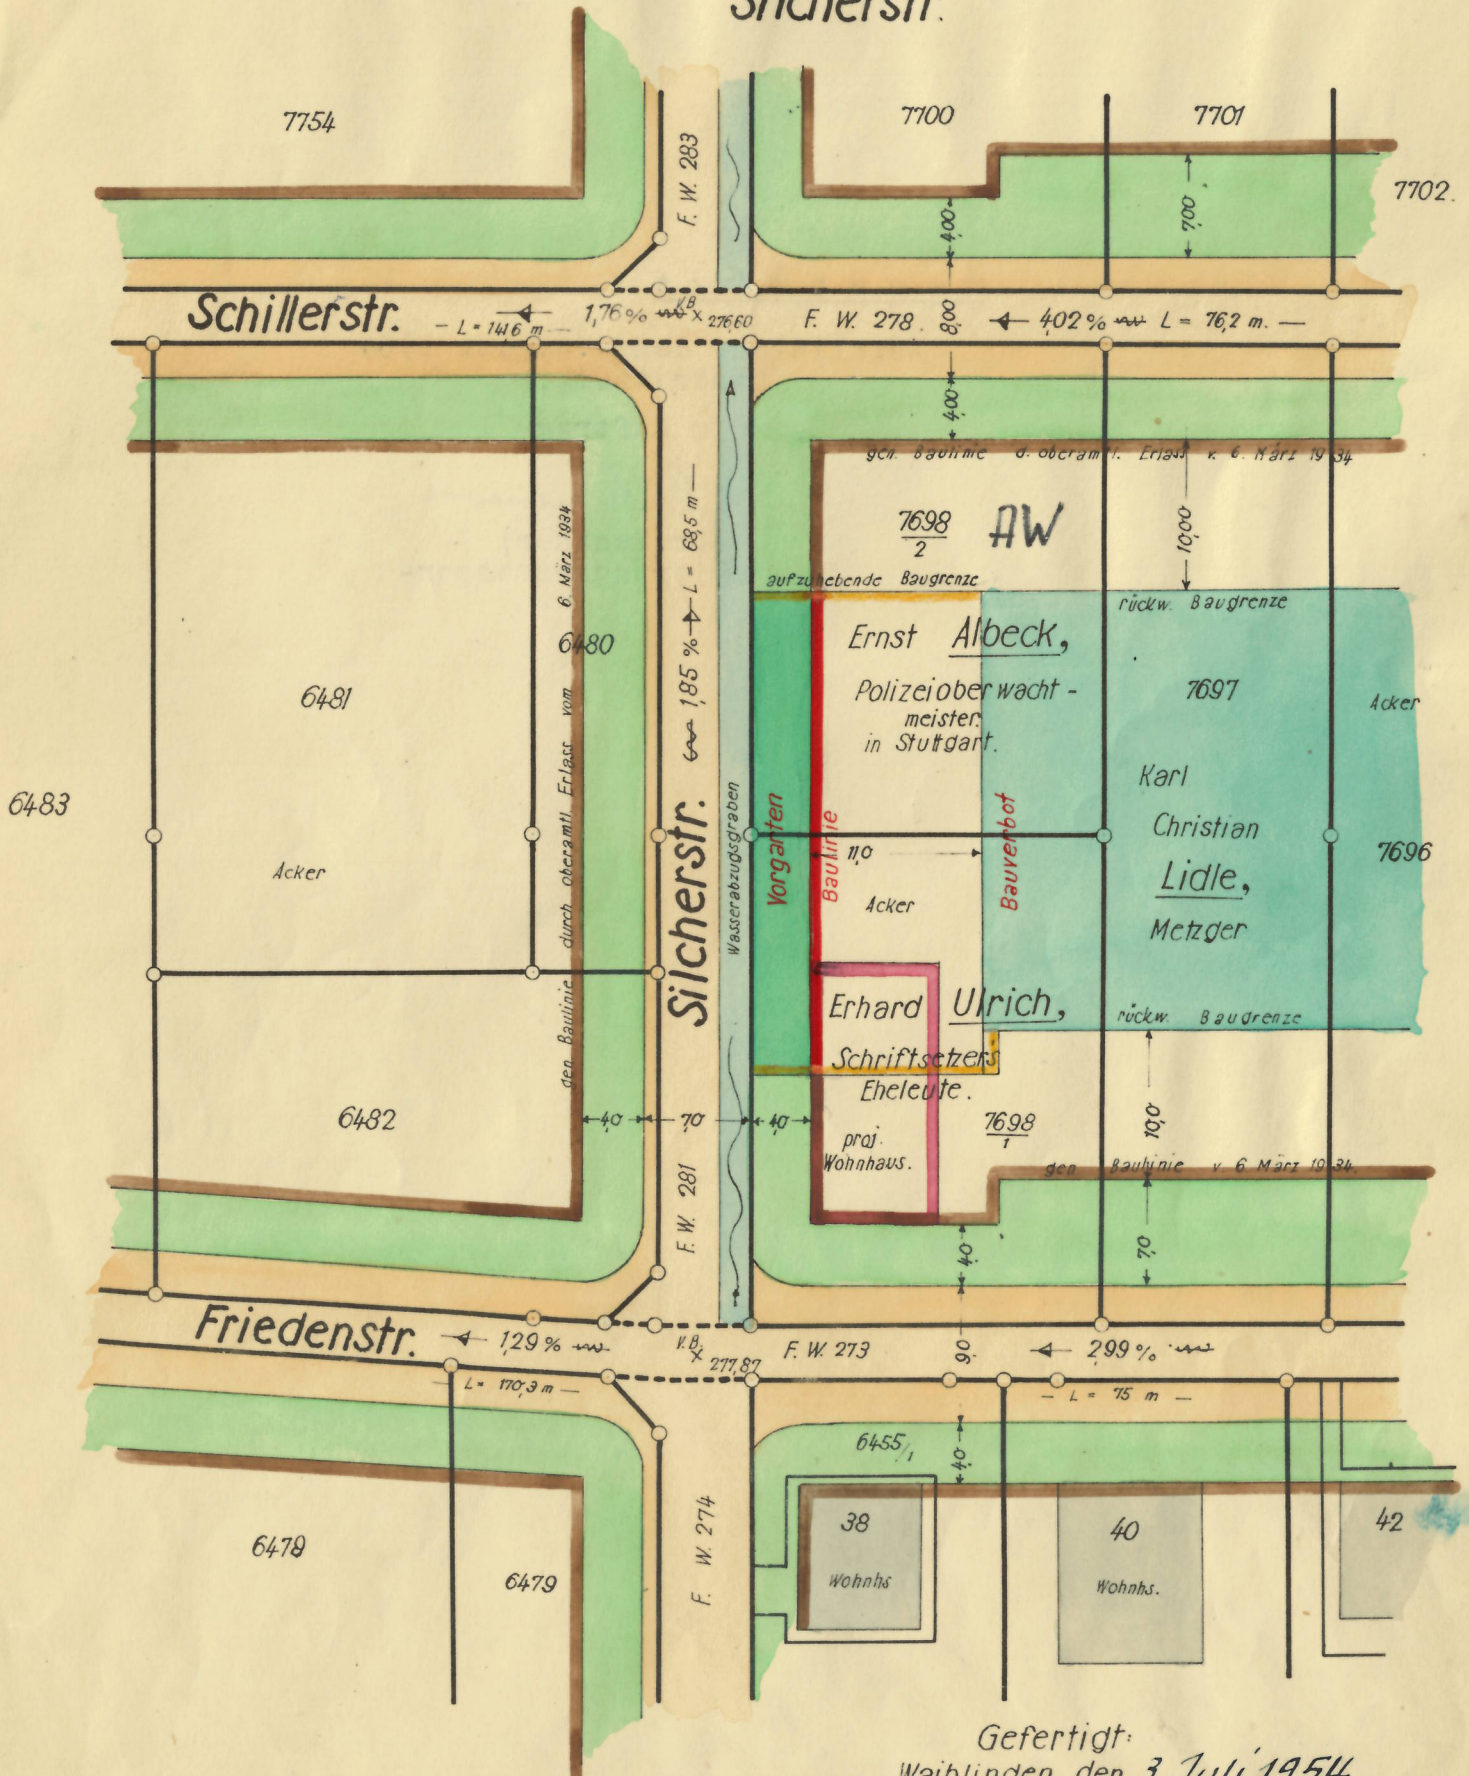 Silcherstr.
7754
7700
7701
7702.
F. W. 283
4,00
7,00
Schillerstr.
L = 141,6 m
1,76 %
V.B.
x 276,60
F. W. 278.
8,00
4,02 %
L = 76,2 m.
4,00
gen. Baulinie d. oberamtl. Erlass v. 6. März 1934
7698
2
AW
10,00
aufzuhebende Baugrenze
rückw. Baugrenze
Ernst Albeck,
Polizeioberwacht-
meister.
in Stuttgart.
7697
Acker
Karl
Christian
Lidle,
Metzger
7696
6480
6481
6483
Acker
gen Baulinie durch oberamtl. Erlass vom 6. März 1934
1,85 % L = 68,5 m
Silcherstr.
Wasserabzugsgraben
Vorgarten
Baulinie
11,0
Bauverbot
Acker
Erhard Ulrich,
Schriftsetzers
Eheleute.
rückw. Baugrenze
6482
4,0
7,0
4,0
proj.
Wohnhaus.
7698
1
10,0
gen Baulinie v 6 März 1934.
F. W. 281
4,0
7,0
Friedenstr.
1,29 %
V.B.
x 277,87
F. W. 273
9,0
2,99 %
L = 170,3 m
L = 75 m
6455/1
4,0
6479
F. W. 274
38
Wohnhs
40
Wohnhs.
42
Gefertigt:
Waiblingen, den 3. Juli 1954